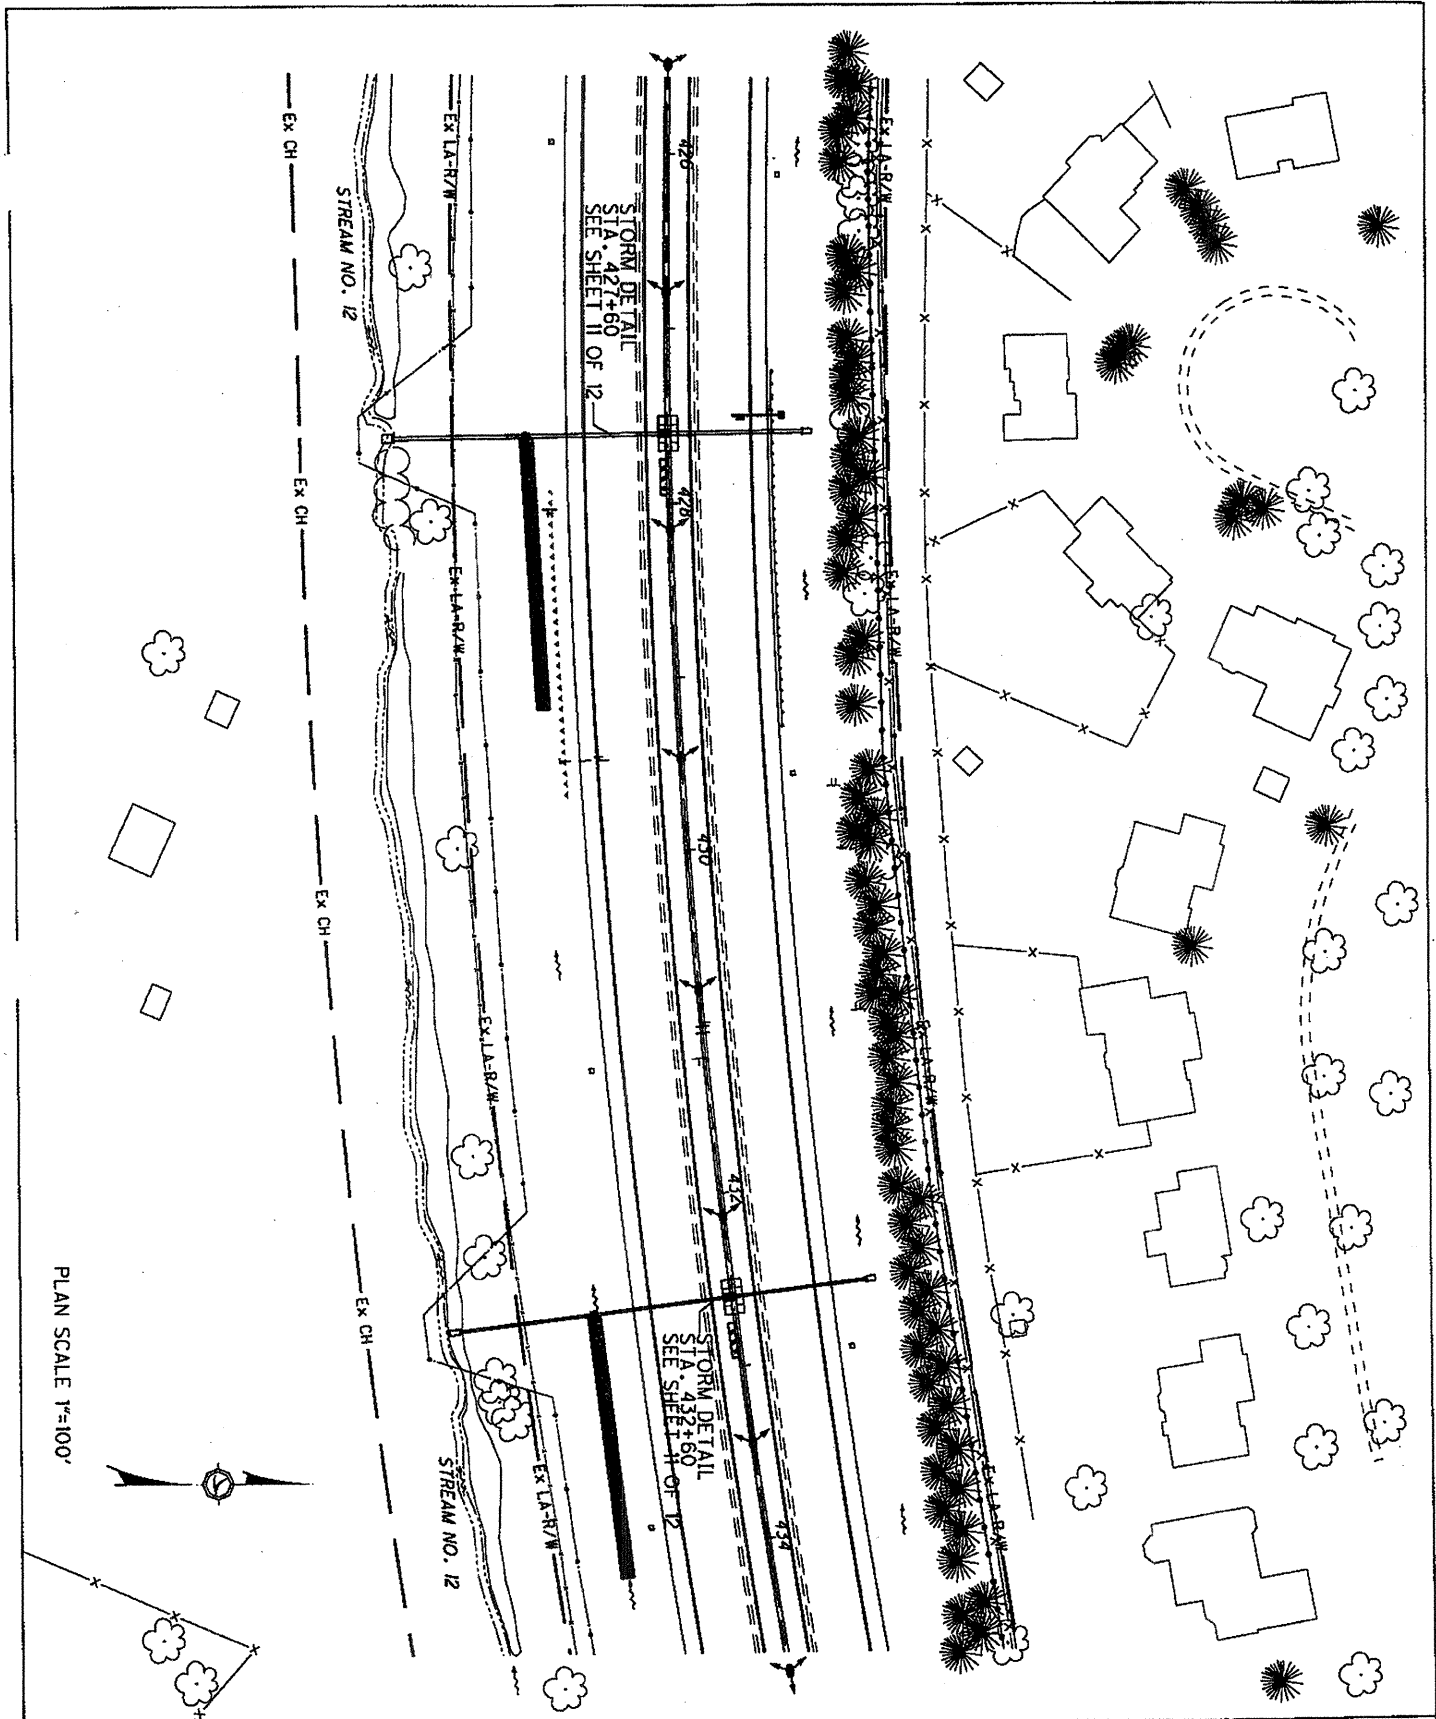 Ex CH
Ex LA-R/W
426
Ex LA-R/W
STREAM NO. 12
STORM DETAIL
STA. 427+60
SEE SHEET 11 OF 12
Ex CH
428
Ex LA-R/W
Ex LA-R/W
430
Ex CH
Ex LA-R/W
Ex LA-R/W
432
Ex CH
STORM DETAIL
STA. 432+60
SEE SHEET 11 OF 12
PLAN SCALE 1"=100'
STREAM NO. 12
Ex LA-R/W
434
Ex LA-R/W